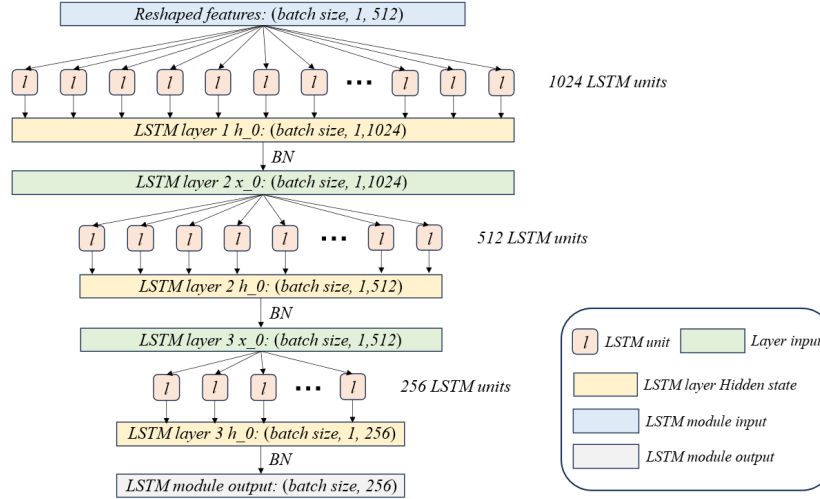 Reshaped features: (batch size, 1, 512)
l l l l l l l ... l l l
1024 LSTM units
LSTM layer 1 h_0: (batch size, 1,1024)
BN
LSTM layer 2 x_0: (batch size, 1,1024)
l l l l l ... l l
512 LSTM units
LSTM layer 2 h_0: (batch size, 1,512)
BN
LSTM layer 3 x_0: (batch size, 1,512)
l l l ... l
256 LSTM units
LSTM layer 3 h_0: (batch size, 1, 256)
BN
LSTM module output: (batch size, 256)
l LSTM unit
Layer input
LSTM layer Hidden state
LSTM module input
LSTM module output